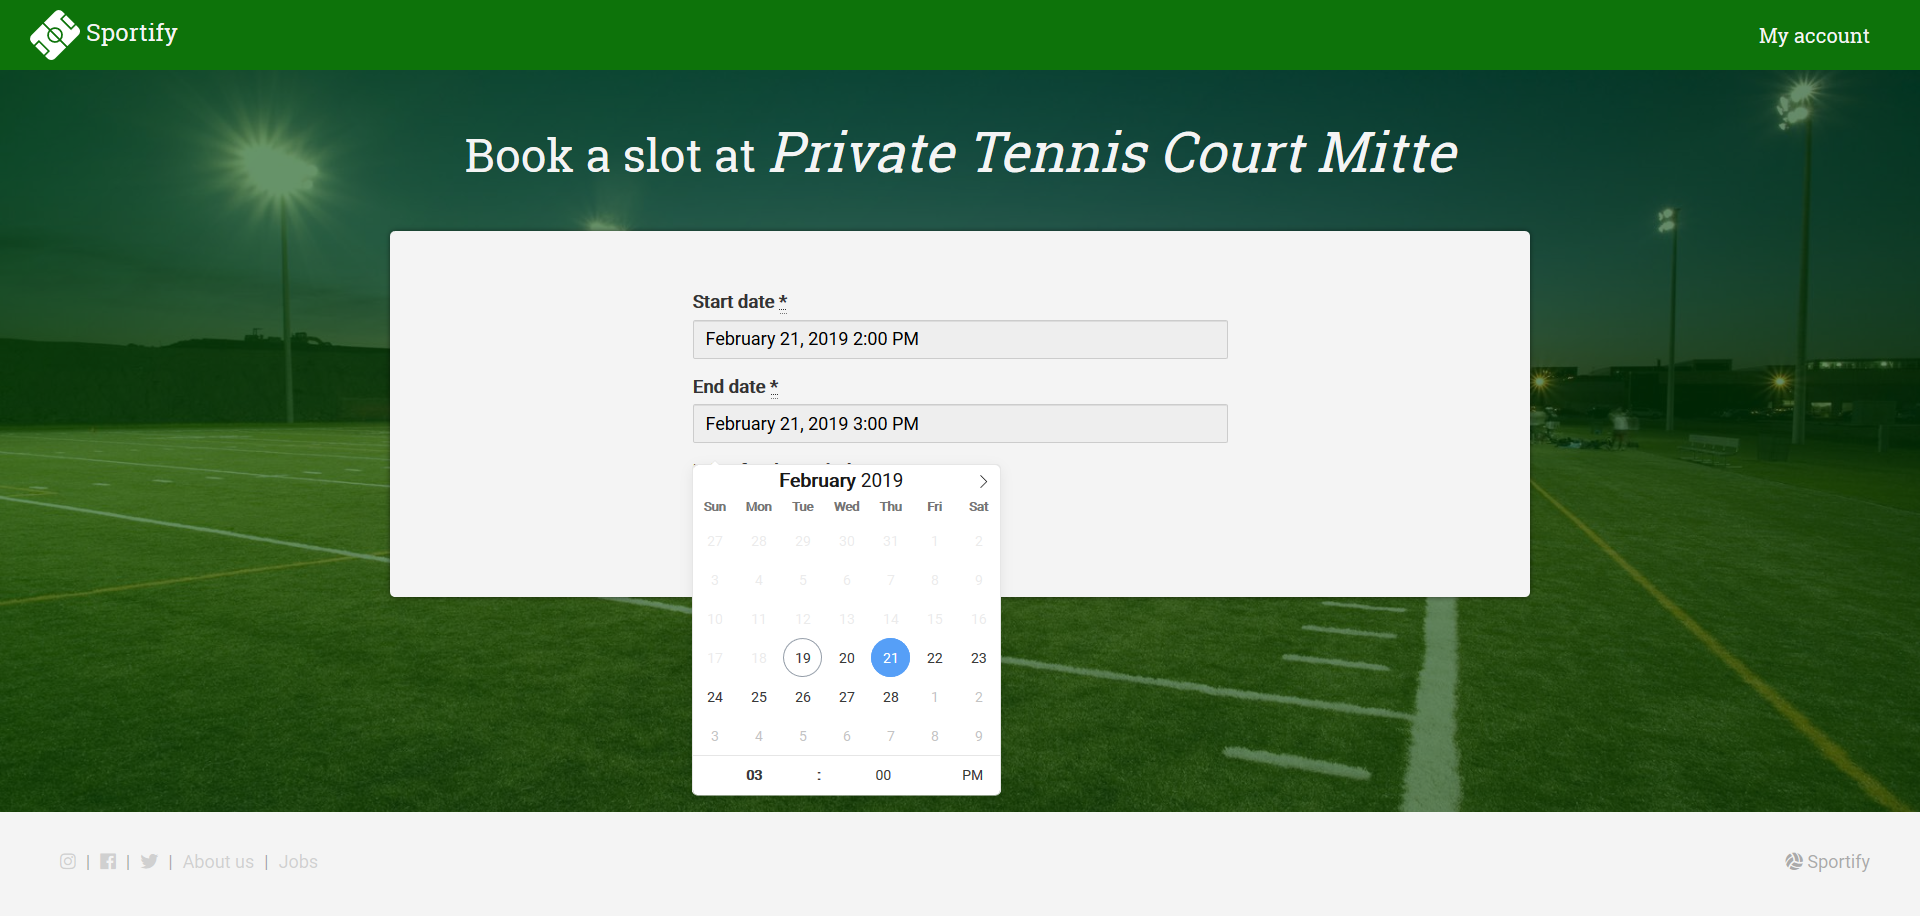 Sportify
My account
Book a slot at Private Tennis Court Mitte
Start date *
February 21, 2019 2:00 PM
End date *
February 21, 2019 3:00 PM
February 2019
Sun Mon Tue Wed Thu Fri Sat
27 28 29 30 31 1 2
3 4 5 6 7 8 9
10 11 12 13 14 15 16
17 18 19 20 21 22 23
24 25 26 27 28 1 2
3 4 5 6 7 8 9
03 : 00 PM
| | | About us | Jobs
Sportify